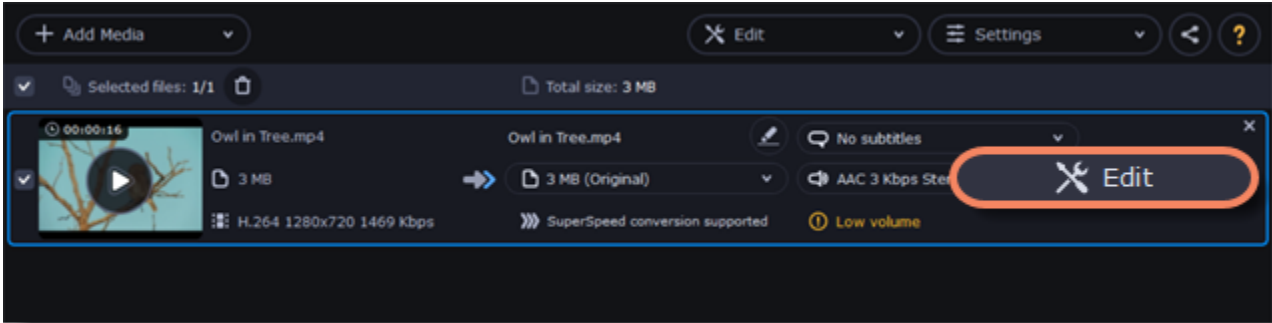 Add Media
Edit
Settings
?
Selected files: 1/1
Total size: 3 MB
00:00:16
Owl in Tree.mp4
Owl in Tree.mp4
No subtitles
3 MB
3 MB (Original)
AAC 3 Kbps
Edit
H.264 1280x720 1469 Kbps
SuperSpeed conversion supported
Low volume